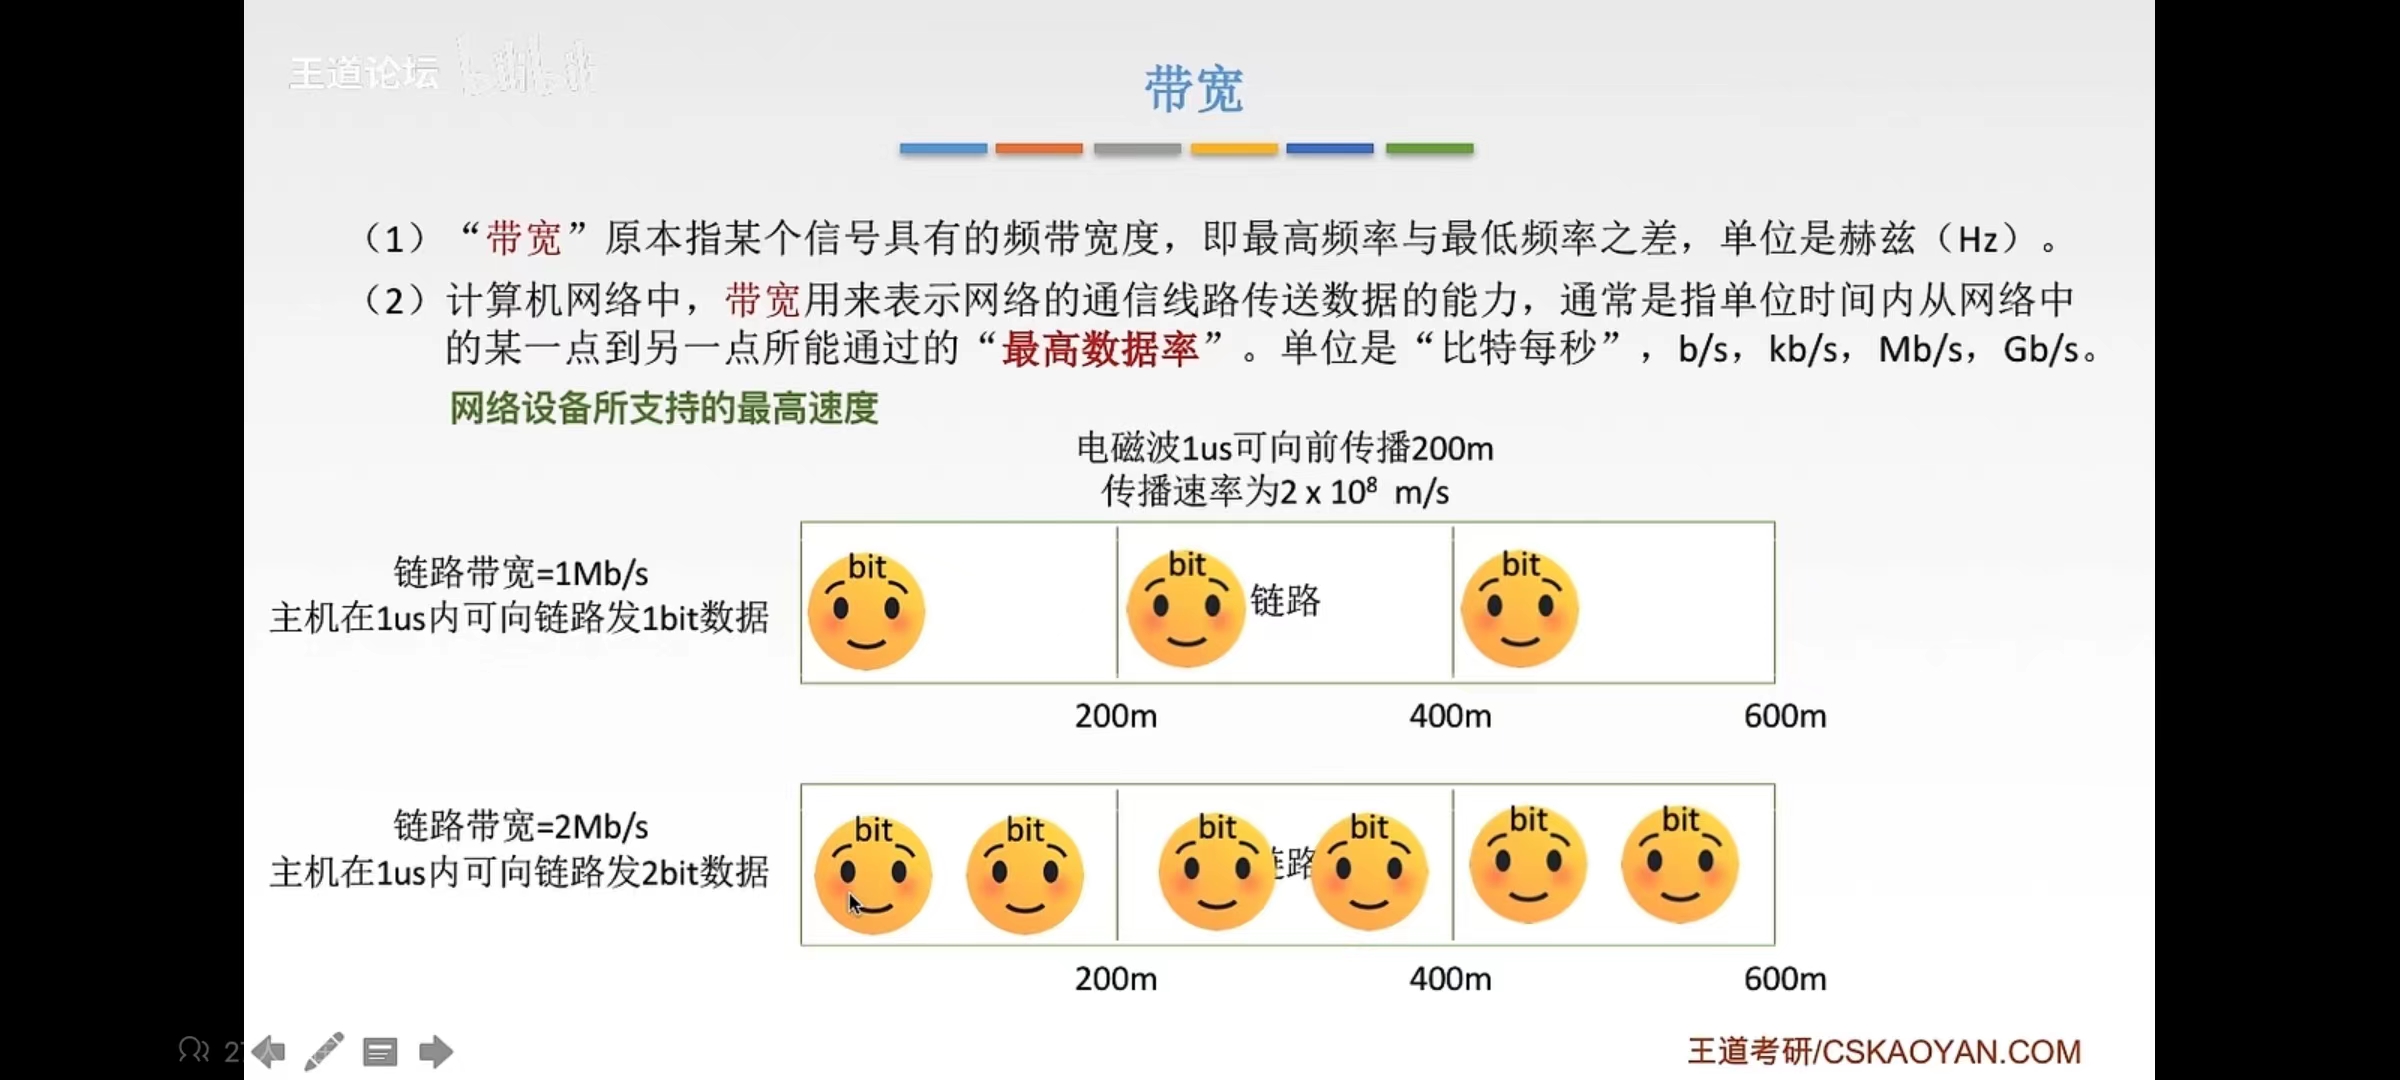 王道论坛 bilibili
带宽
（1）“带宽”原本指某个信号具有的频带宽度，即最高频率与最低频率之差，单位是赫兹（Hz）。
（2）计算机网络中，带宽用来表示网络的通信线路传送数据的能力，通常是指单位时间内从网络中
的某一点到另一点所能通过的“最高数据率”。单位是“比特每秒”，b/s，kb/s，Mb/s，Gb/s。
网络设备所支持的最高速度
电磁波1us可向前传播200m
传播速率为2 x 10⁸ m/s
链路带宽=1Mb/s
主机在1us内可向链路发1bit数据
bit bit 链路 bit
200m 400m 600m
链路带宽=2Mb/s
主机在1us内可向链路发2bit数据
bit bit bit 路 bit bit bit
200m 400m 600m
王道考研/CSKAOYAN.COM